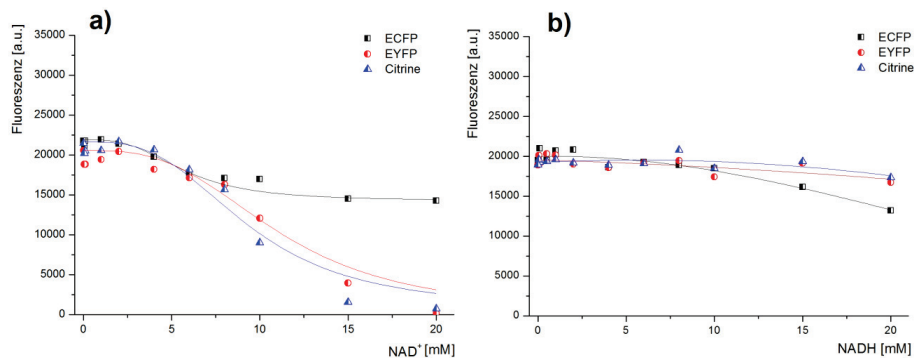 a)
Fluoreszenz [a.u.]
35000
30000
25000
20000
15000
10000
5000
0
0
5
10
15
20
NAD⁺ [mM]
ECFP
EYFP
Citrine
b)
Fluoreszenz [a.u.]
35000
30000
25000
20000
15000
10000
5000
0
0
5
10
15
20
NADH [mM]
ECFP
EYFP
Citrine